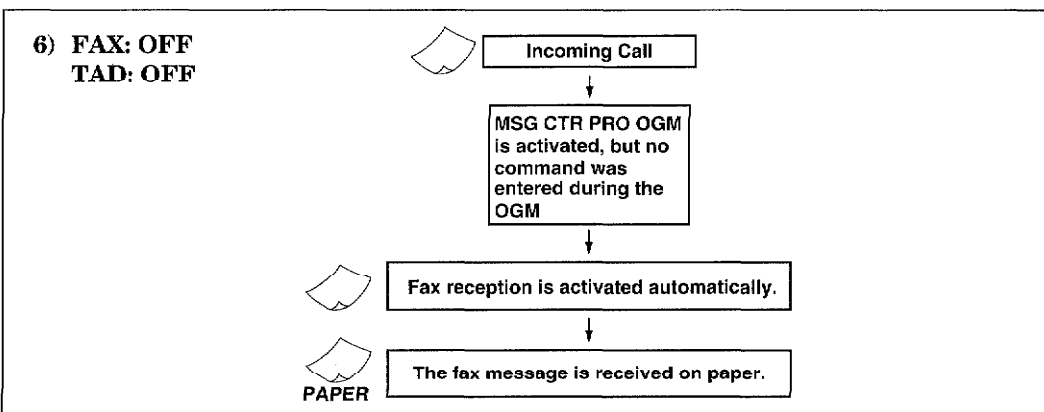 6) FAX: OFF
TAD: OFF
Incoming Call
MSG CTR PRO OGM
is activated, but no
command was
entered during the
OGM
Fax reception is activated automatically.
The fax message is received on paper.
PAPER